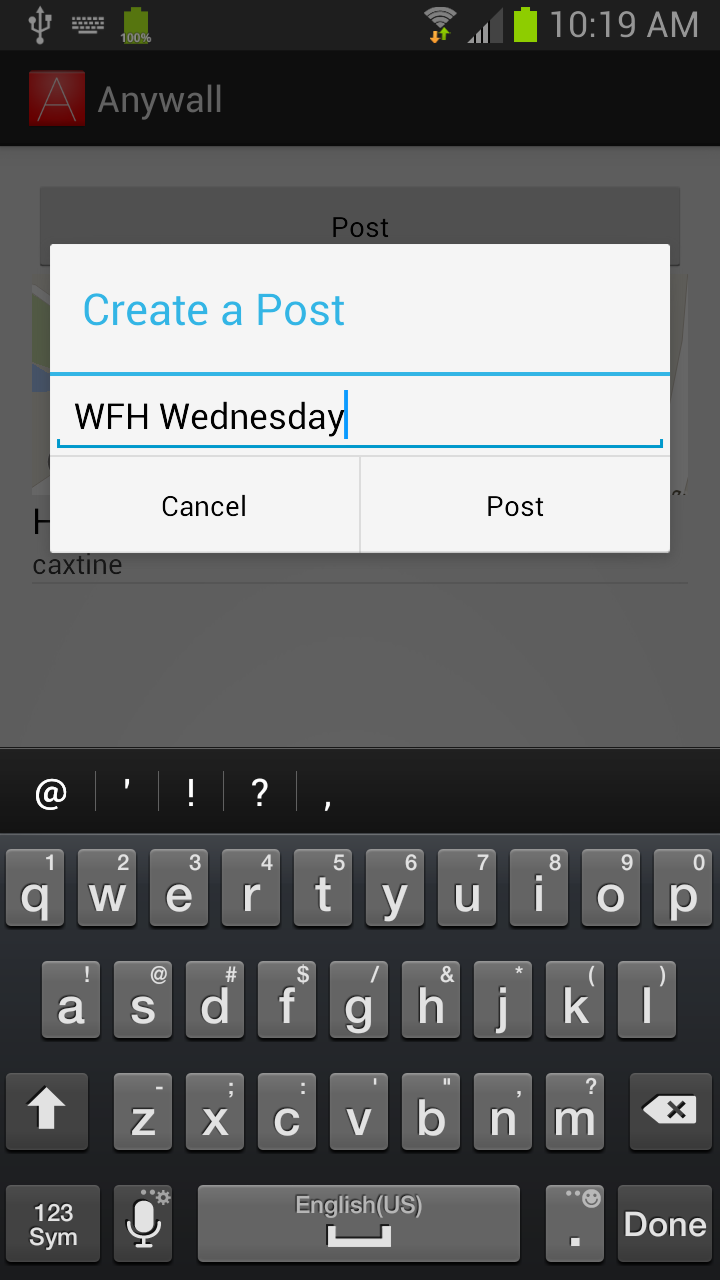 100%
10:19 AM
Anywall
Post
Create a Post
WFH Wednesday
Cancel
Post
caxtine
@ ' ! ? ,
1 2 3 4 5 6 7 8 9 0
q w e r t y u i o p
! @ # $ / & * ( )
a s d f g h j k l
- ; : ' " , ?
z x c v b n m
English(US)
123
Sym
. Done